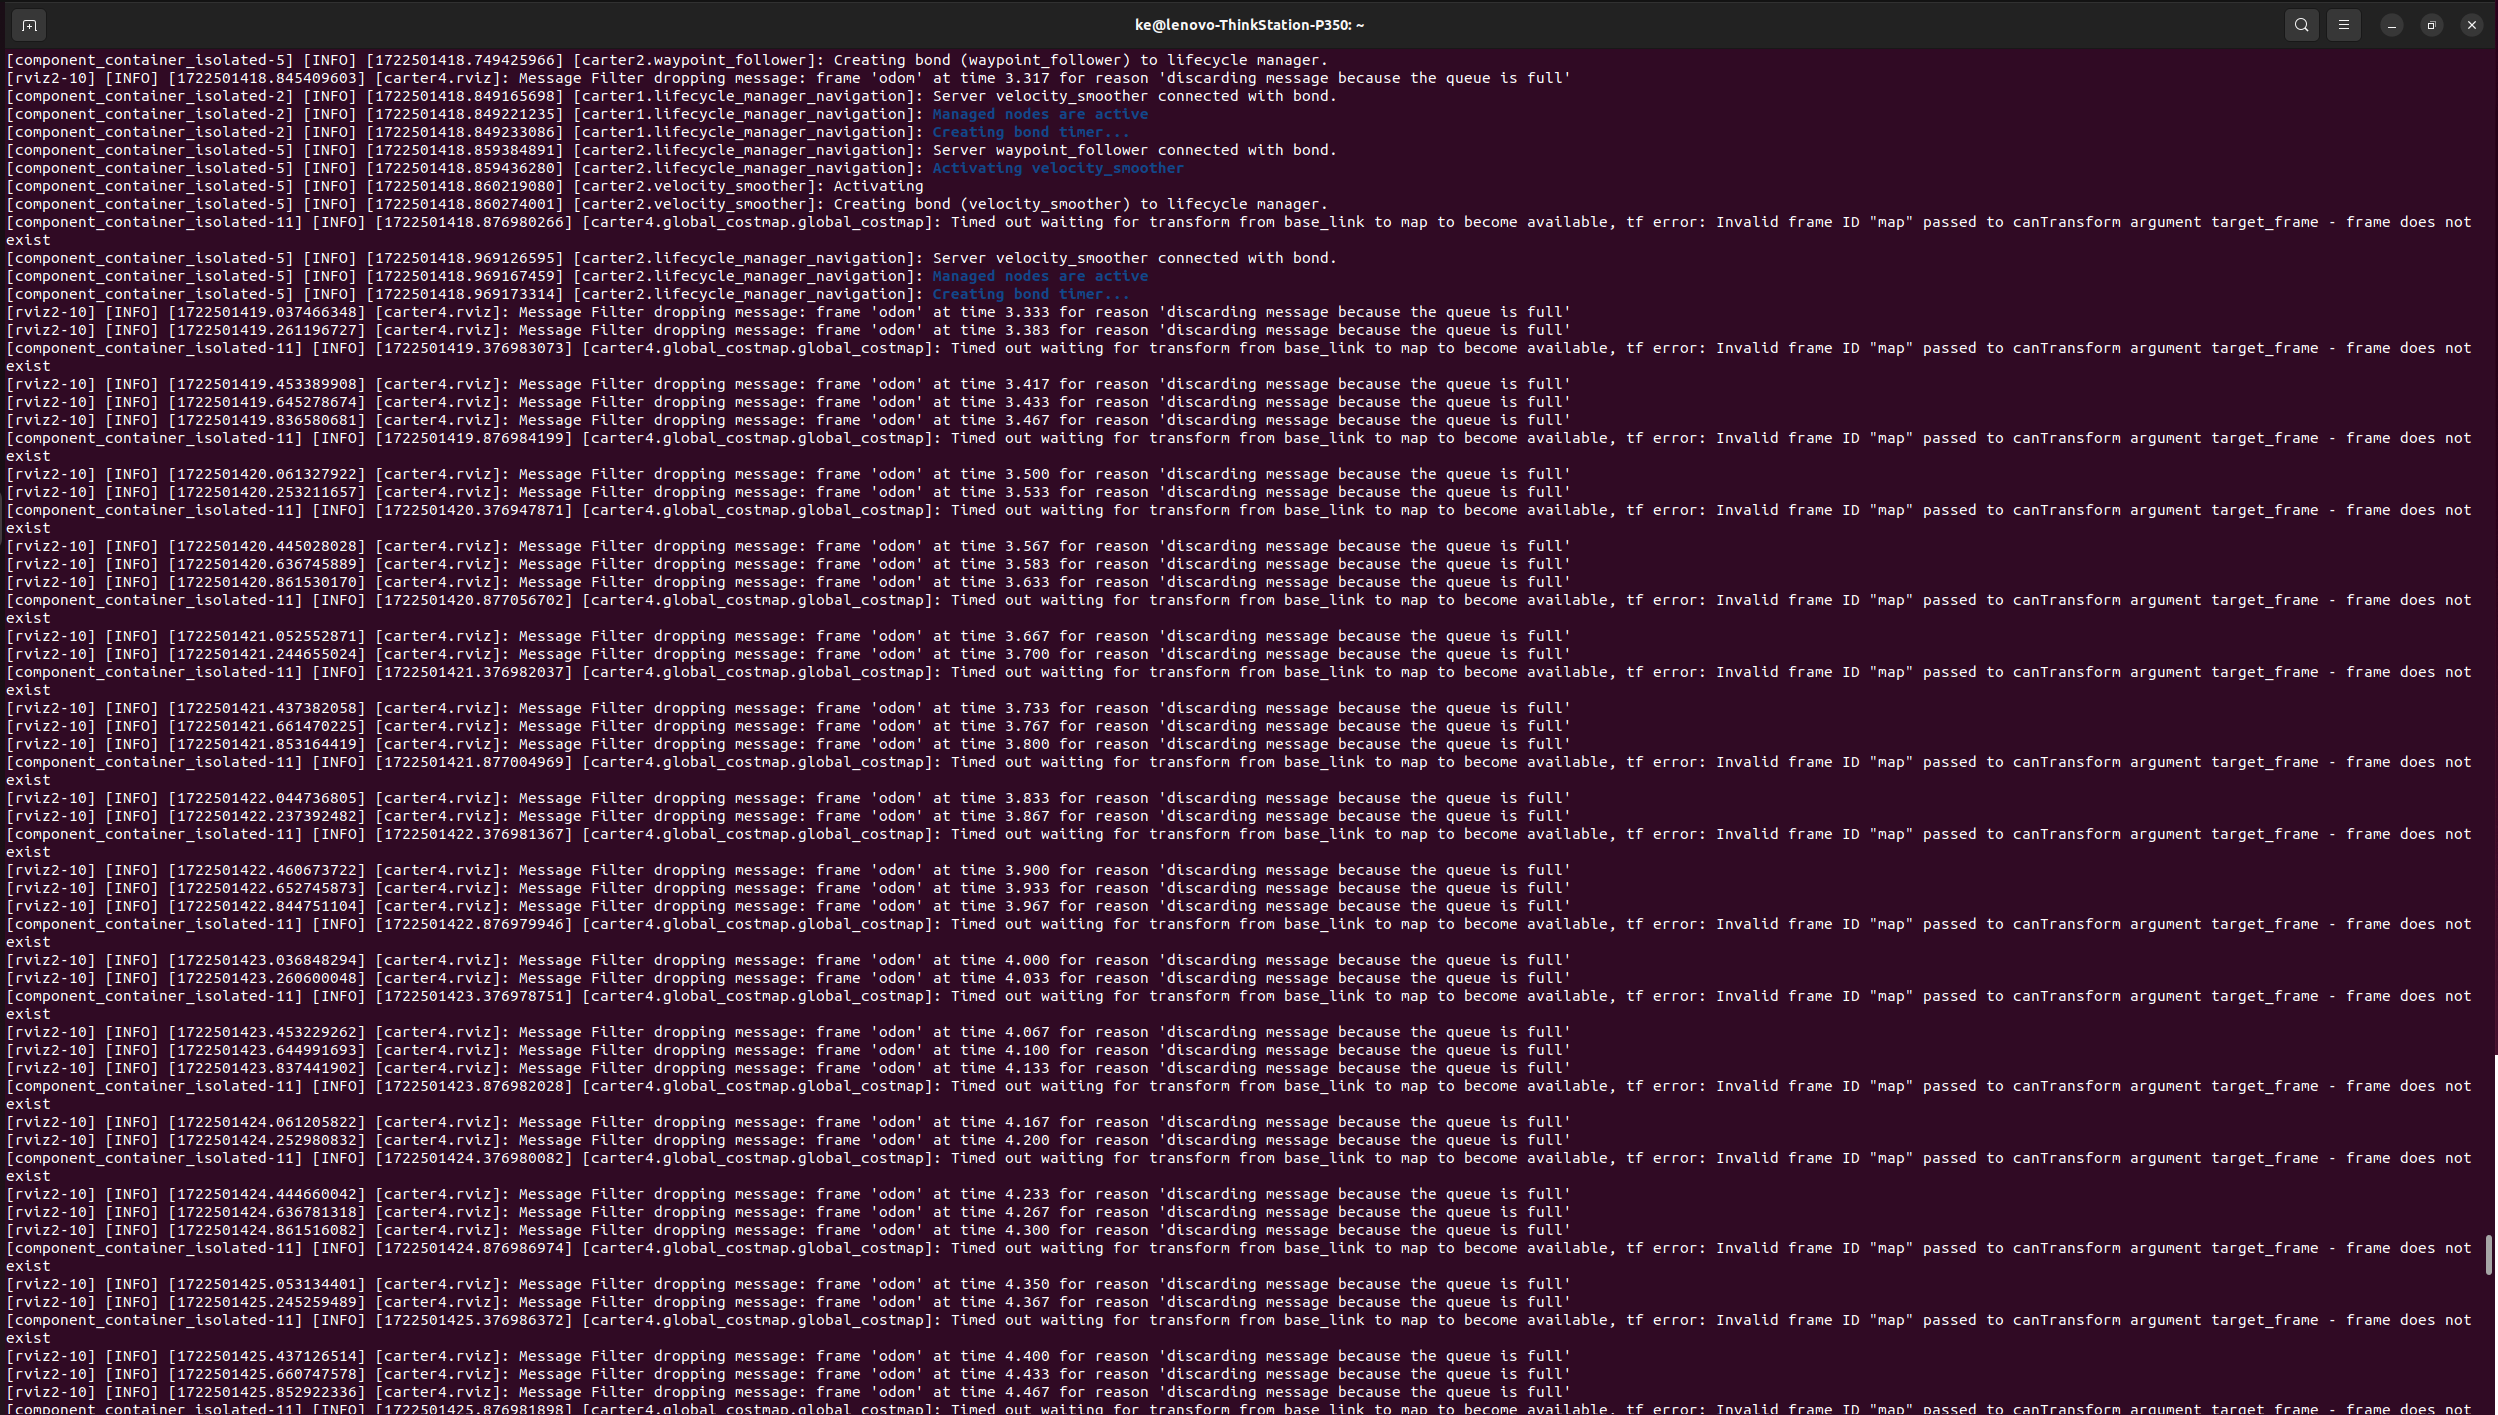 ke@lenovo-ThinkStation-P350: ~
[component_container_isolated-5] [INFO] [1722501418.749425966] [carter2.waypoint_follower]: Creating bond (waypoint_follower) to lifecycle manager.
[rviz2-10] [INFO] [1722501418.845409603] [carter4.rviz]: Message Filter dropping message: frame 'odom' at time 3.317 for reason 'discarding message because the queue is full'
[component_container_isolated-2] [INFO] [1722501418.849165698] [carter1.lifecycle_manager_navigation]: Server velocity_smoother connected with bond.
[component_container_isolated-2] [INFO] [1722501418.849221235] [carter1.lifecycle_manager_navigation]: Managed nodes are active
[component_container_isolated-2] [INFO] [1722501418.849233086] [carter1.lifecycle_manager_navigation]: Creating bond timer...
[component_container_isolated-5] [INFO] [1722501418.859384891] [carter2.lifecycle_manager_navigation]: Server waypoint_follower connected with bond.
[component_container_isolated-5] [INFO] [1722501418.859436280] [carter2.lifecycle_manager_navigation]: Activating velocity_smoother
[component_container_isolated-5] [INFO] [1722501418.860219080] [carter2.velocity_smoother]: Activating
[component_container_isolated-5] [INFO] [1722501418.860274001] [carter2.velocity_smoother]: Creating bond (velocity_smoother) to lifecycle manager.
[component_container_isolated-11] [INFO] [1722501418.876980266] [carter4.global_costmap.global_costmap]: Timed out waiting for transform from base_link to map to become available, tf error: Invalid frame ID "map" passed to canTransform argument target_frame - frame does not
exist
[component_container_isolated-5] [INFO] [1722501418.969126595] [carter2.lifecycle_manager_navigation]: Server velocity_smoother connected with bond.
[component_container_isolated-5] [INFO] [1722501418.969167459] [carter2.lifecycle_manager_navigation]: Managed nodes are active
[component_container_isolated-5] [INFO] [1722501418.969173314] [carter2.lifecycle_manager_navigation]: Creating bond timer...
[rviz2-10] [INFO] [1722501419.037466348] [carter4.rviz]: Message Filter dropping message: frame 'odom' at time 3.333 for reason 'discarding message because the queue is full'
[rviz2-10] [INFO] [1722501419.261196727] [carter4.rviz]: Message Filter dropping message: frame 'odom' at time 3.383 for reason 'discarding message because the queue is full'
[component_container_isolated-11] [INFO] [1722501419.376983073] [carter4.global_costmap.global_costmap]: Timed out waiting for transform from base_link to map to become available, tf error: Invalid frame ID "map" passed to canTransform argument target_frame - frame does not
exist
[rviz2-10] [INFO] [1722501419.453389908] [carter4.rviz]: Message Filter dropping message: frame 'odom' at time 3.417 for reason 'discarding message because the queue is full'
[rviz2-10] [INFO] [1722501419.645278674] [carter4.rviz]: Message Filter dropping message: frame 'odom' at time 3.433 for reason 'discarding message because the queue is full'
[rviz2-10] [INFO] [1722501419.836580681] [carter4.rviz]: Message Filter dropping message: frame 'odom' at time 3.467 for reason 'discarding message because the queue is full'
[component_container_isolated-11] [INFO] [1722501419.876984199] [carter4.global_costmap.global_costmap]: Timed out waiting for transform from base_link to map to become available, tf error: Invalid frame ID "map" passed to canTransform argument target_frame - frame does not
exist
[rviz2-10] [INFO] [1722501420.061327922] [carter4.rviz]: Message Filter dropping message: frame 'odom' at time 3.500 for reason 'discarding message because the queue is full'
[rviz2-10] [INFO] [1722501420.253211657] [carter4.rviz]: Message Filter dropping message: frame 'odom' at time 3.533 for reason 'discarding message because the queue is full'
[component_container_isolated-11] [INFO] [1722501420.376947871] [carter4.global_costmap.global_costmap]: Timed out waiting for transform from base_link to map to become available, tf error: Invalid frame ID "map" passed to canTransform argument target_frame - frame does not
exist
[rviz2-10] [INFO] [1722501420.445028028] [carter4.rviz]: Message Filter dropping message: frame 'odom' at time 3.567 for reason 'discarding message because the queue is full'
[rviz2-10] [INFO] [1722501420.636745889] [carter4.rviz]: Message Filter dropping message: frame 'odom' at time 3.583 for reason 'discarding message because the queue is full'
[rviz2-10] [INFO] [1722501420.861530170] [carter4.rviz]: Message Filter dropping message: frame 'odom' at time 3.633 for reason 'discarding message because the queue is full'
[component_container_isolated-11] [INFO] [1722501420.877056702] [carter4.global_costmap.global_costmap]: Timed out waiting for transform from base_link to map to become available, tf error: Invalid frame ID "map" passed to canTransform argument target_frame - frame does not
exist
[rviz2-10] [INFO] [1722501421.052552871] [carter4.rviz]: Message Filter dropping message: frame 'odom' at time 3.667 for reason 'discarding message because the queue is full'
[rviz2-10] [INFO] [1722501421.244655024] [carter4.rviz]: Message Filter dropping message: frame 'odom' at time 3.700 for reason 'discarding message because the queue is full'
[component_container_isolated-11] [INFO] [1722501421.376982037] [carter4.global_costmap.global_costmap]: Timed out waiting for transform from base_link to map to become available, tf error: Invalid frame ID "map" passed to canTransform argument target_frame - frame does not
exist
[rviz2-10] [INFO] [1722501421.437382058] [carter4.rviz]: Message Filter dropping message: frame 'odom' at time 3.733 for reason 'discarding message because the queue is full'
[rviz2-10] [INFO] [1722501421.661470225] [carter4.rviz]: Message Filter dropping message: frame 'odom' at time 3.767 for reason 'discarding message because the queue is full'
[rviz2-10] [INFO] [1722501421.853164419] [carter4.rviz]: Message Filter dropping message: frame 'odom' at time 3.800 for reason 'discarding message because the queue is full'
[component_container_isolated-11] [INFO] [1722501421.877004969] [carter4.global_costmap.global_costmap]: Timed out waiting for transform from base_link to map to become available, tf error: Invalid frame ID "map" passed to canTransform argument target_frame - frame does not
exist
[rviz2-10] [INFO] [1722501422.044736805] [carter4.rviz]: Message Filter dropping message: frame 'odom' at time 3.833 for reason 'discarding message because the queue is full'
[rviz2-10] [INFO] [1722501422.237392482] [carter4.rviz]: Message Filter dropping message: frame 'odom' at time 3.867 for reason 'discarding message because the queue is full'
[component_container_isolated-11] [INFO] [1722501422.376981367] [carter4.global_costmap.global_costmap]: Timed out waiting for transform from base_link to map to become available, tf error: Invalid frame ID "map" passed to canTransform argument target_frame - frame does not
exist
[rviz2-10] [INFO] [1722501422.460673722] [carter4.rviz]: Message Filter dropping message: frame 'odom' at time 3.900 for reason 'discarding message because the queue is full'
[rviz2-10] [INFO] [1722501422.652745873] [carter4.rviz]: Message Filter dropping message: frame 'odom' at time 3.933 for reason 'discarding message because the queue is full'
[rviz2-10] [INFO] [1722501422.844751104] [carter4.rviz]: Message Filter dropping message: frame 'odom' at time 3.967 for reason 'discarding message because the queue is full'
[component_container_isolated-11] [INFO] [1722501422.876979946] [carter4.global_costmap.global_costmap]: Timed out waiting for transform from base_link to map to become available, tf error: Invalid frame ID "map" passed to canTransform argument target_frame - frame does not
exist
[rviz2-10] [INFO] [1722501423.036848294] [carter4.rviz]: Message Filter dropping message: frame 'odom' at time 4.000 for reason 'discarding message because the queue is full'
[rviz2-10] [INFO] [1722501423.260600048] [carter4.rviz]: Message Filter dropping message: frame 'odom' at time 4.033 for reason 'discarding message because the queue is full'
[component_container_isolated-11] [INFO] [1722501423.376978751] [carter4.global_costmap.global_costmap]: Timed out waiting for transform from base_link to map to become available, tf error: Invalid frame ID "map" passed to canTransform argument target_frame - frame does not
exist
[rviz2-10] [INFO] [1722501423.453229262] [carter4.rviz]: Message Filter dropping message: frame 'odom' at time 4.067 for reason 'discarding message because the queue is full'
[rviz2-10] [INFO] [1722501423.644991693] [carter4.rviz]: Message Filter dropping message: frame 'odom' at time 4.100 for reason 'discarding message because the queue is full'
[rviz2-10] [INFO] [1722501423.837441902] [carter4.rviz]: Message Filter dropping message: frame 'odom' at time 4.133 for reason 'discarding message because the queue is full'
[component_container_isolated-11] [INFO] [1722501423.876982028] [carter4.global_costmap.global_costmap]: Timed out waiting for transform from base_link to map to become available, tf error: Invalid frame ID "map" passed to canTransform argument target_frame - frame does not
exist
[rviz2-10] [INFO] [1722501424.061205822] [carter4.rviz]: Message Filter dropping message: frame 'odom' at time 4.167 for reason 'discarding message because the queue is full'
[rviz2-10] [INFO] [1722501424.252980832] [carter4.rviz]: Message Filter dropping message: frame 'odom' at time 4.200 for reason 'discarding message because the queue is full'
[component_container_isolated-11] [INFO] [1722501424.376980082] [carter4.global_costmap.global_costmap]: Timed out waiting for transform from base_link to map to become available, tf error: Invalid frame ID "map" passed to canTransform argument target_frame - frame does not
exist
[rviz2-10] [INFO] [1722501424.444660042] [carter4.rviz]: Message Filter dropping message: frame 'odom' at time 4.233 for reason 'discarding message because the queue is full'
[rviz2-10] [INFO] [1722501424.636781318] [carter4.rviz]: Message Filter dropping message: frame 'odom' at time 4.267 for reason 'discarding message because the queue is full'
[rviz2-10] [INFO] [1722501424.861516082] [carter4.rviz]: Message Filter dropping message: frame 'odom' at time 4.300 for reason 'discarding message because the queue is full'
[component_container_isolated-11] [INFO] [1722501424.876986974] [carter4.global_costmap.global_costmap]: Timed out waiting for transform from base_link to map to become available, tf error: Invalid frame ID "map" passed to canTransform argument target_frame - frame does not
exist
[rviz2-10] [INFO] [1722501425.053134401] [carter4.rviz]: Message Filter dropping message: frame 'odom' at time 4.350 for reason 'discarding message because the queue is full'
[rviz2-10] [INFO] [1722501425.245259489] [carter4.rviz]: Message Filter dropping message: frame 'odom' at time 4.367 for reason 'discarding message because the queue is full'
[component_container_isolated-11] [INFO] [1722501425.376986372] [carter4.global_costmap.global_costmap]: Timed out waiting for transform from base_link to map to become available, tf error: Invalid frame ID "map" passed to canTransform argument target_frame - frame does not
exist
[rviz2-10] [INFO] [1722501425.437126514] [carter4.rviz]: Message Filter dropping message: frame 'odom' at time 4.400 for reason 'discarding message because the queue is full'
[rviz2-10] [INFO] [1722501425.660747578] [carter4.rviz]: Message Filter dropping message: frame 'odom' at time 4.433 for reason 'discarding message because the queue is full'
[rviz2-10] [INFO] [1722501425.852922336] [carter4.rviz]: Message Filter dropping message: frame 'odom' at time 4.467 for reason 'discarding message because the queue is full'
[component_container_isolated-11] [INFO] [1722501425.876981898] [carter4.global_costmap.global_costmap]: Timed out waiting for transform from base_link to map to become available, tf error: Invalid frame ID "map" passed to canTransform argument target_frame - frame does not